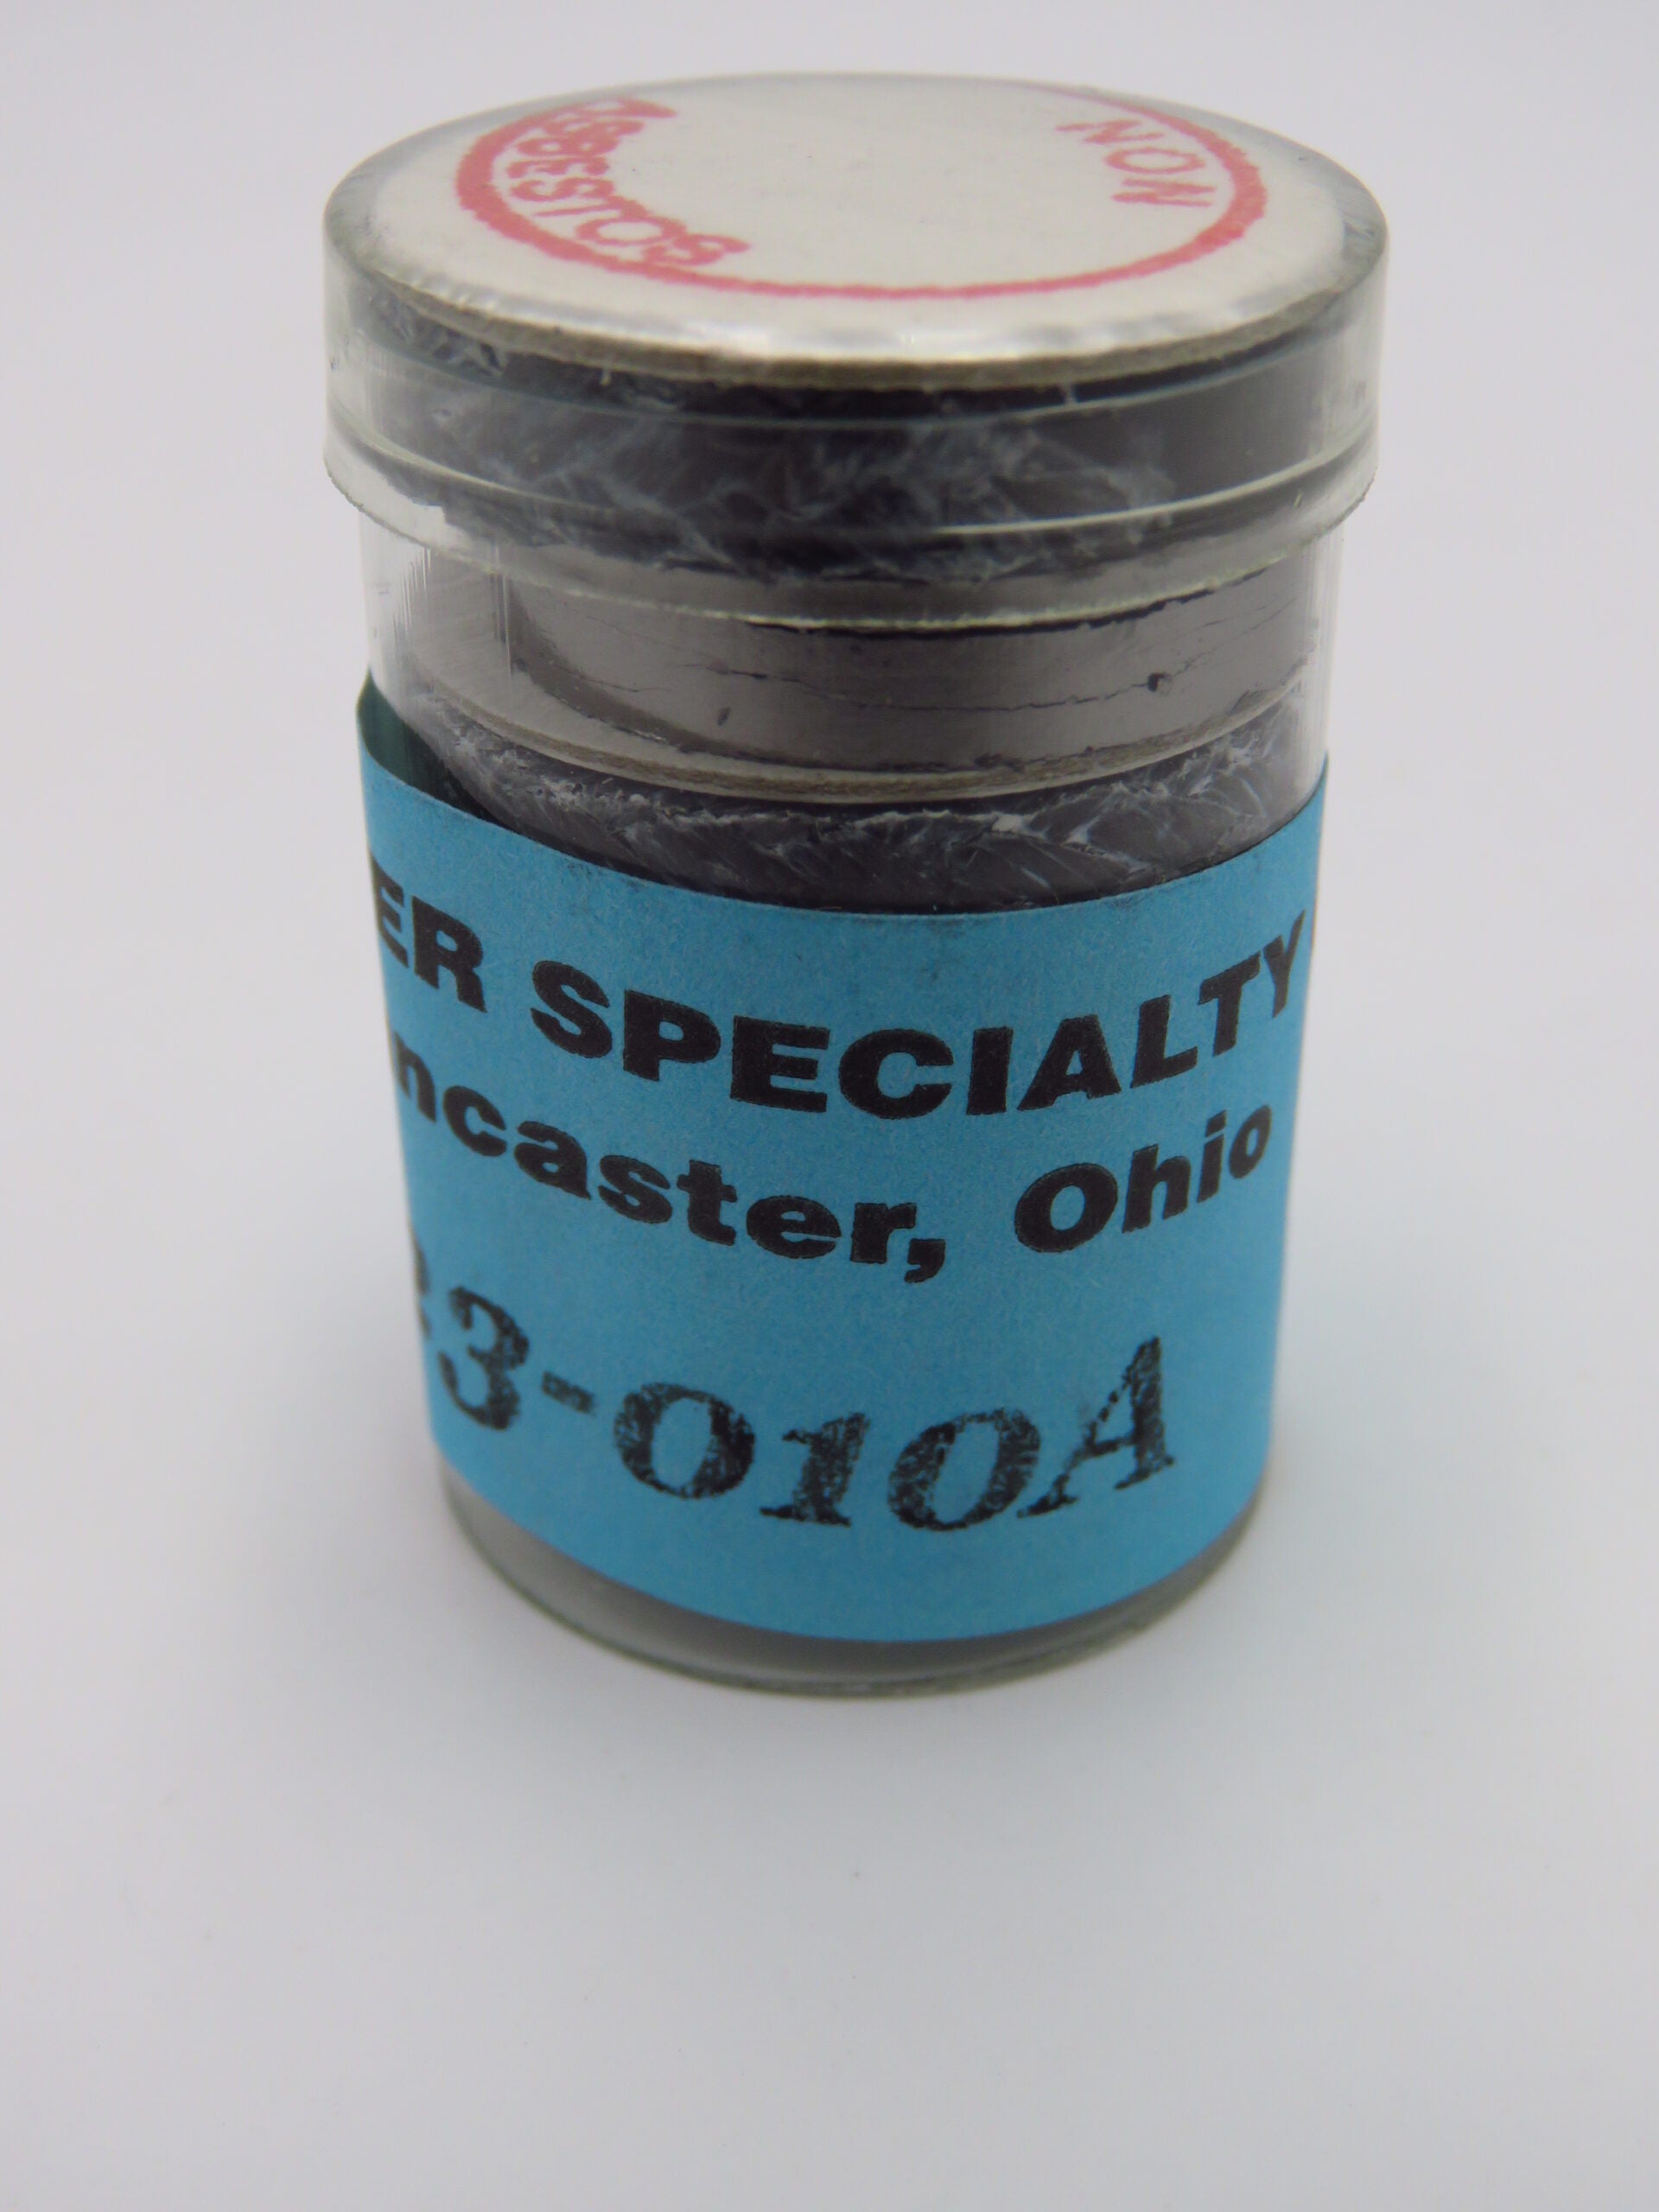 NON
ASBESTOS
ER SPECIALTY
ncaster, Ohio
3-010A